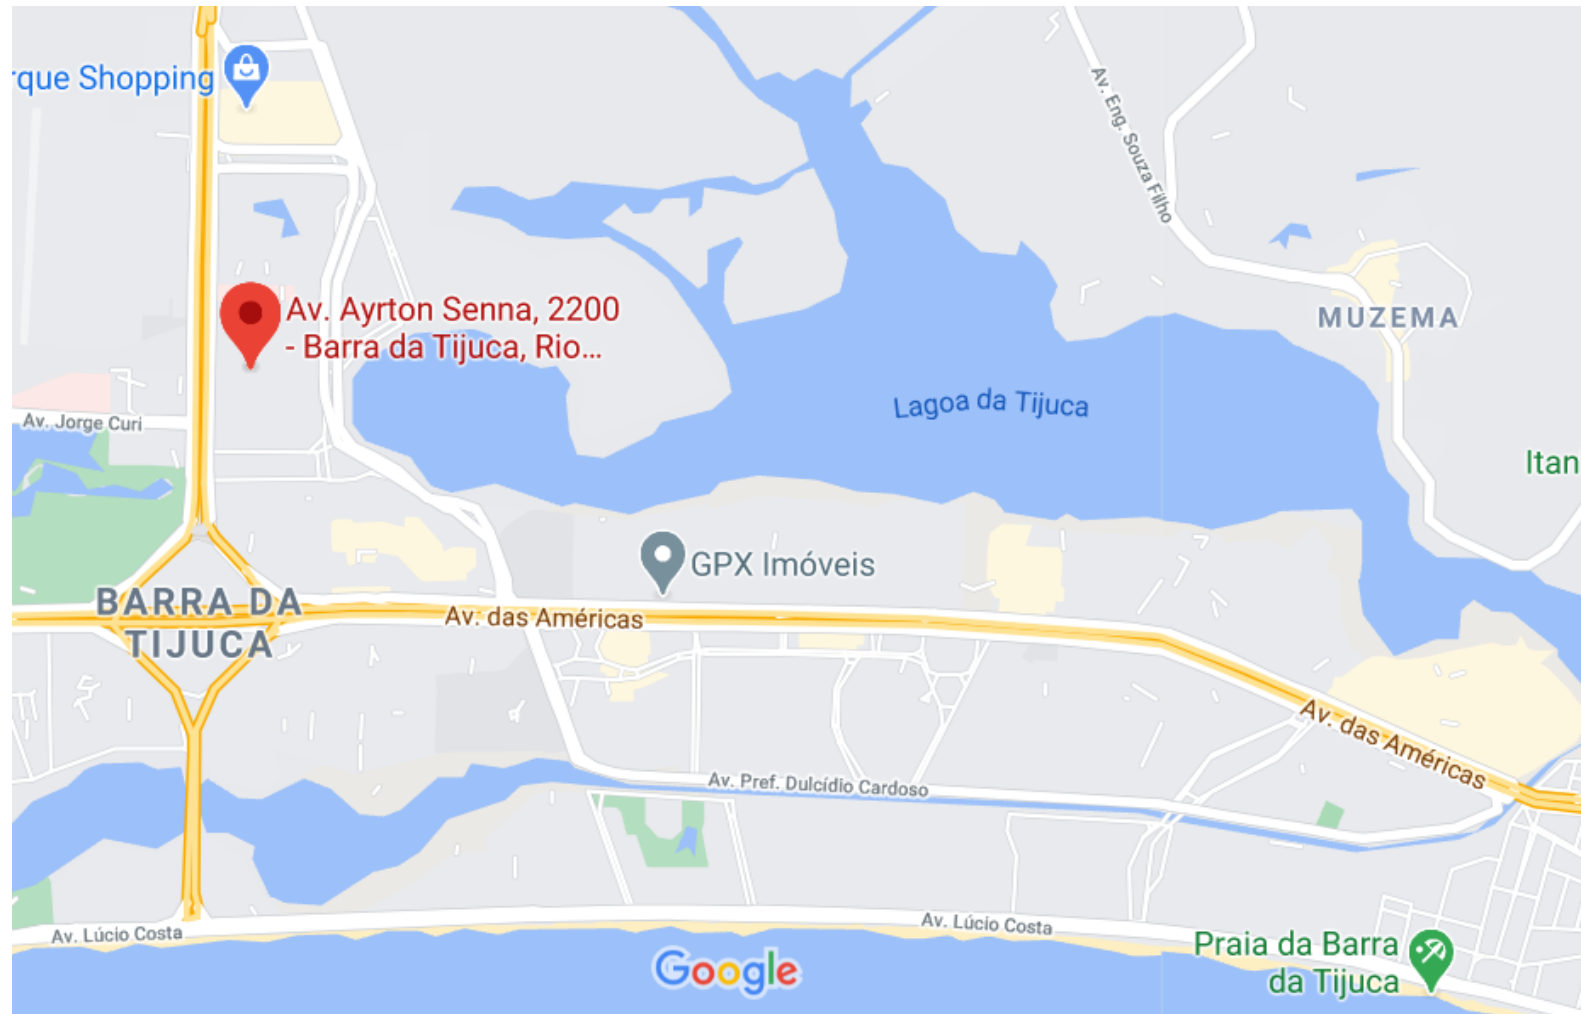 rque Shopping
Av. Eng. Souza Filho
Av. Ayrton Senna, 2200
- Barra da Tijuca, Rio...
MUZEMA
Lagoa da Tijuca
Av. Jorge Curi
Itan
GPX Imóveis
BARRA DA
TIJUCA
Av. das Américas
Av. das Américas
Av. Pref. Dulcídio Cardoso
Av. Lúcio Costa
Av. Lúcio Costa
Praia da Barra
da Tijuca
Google